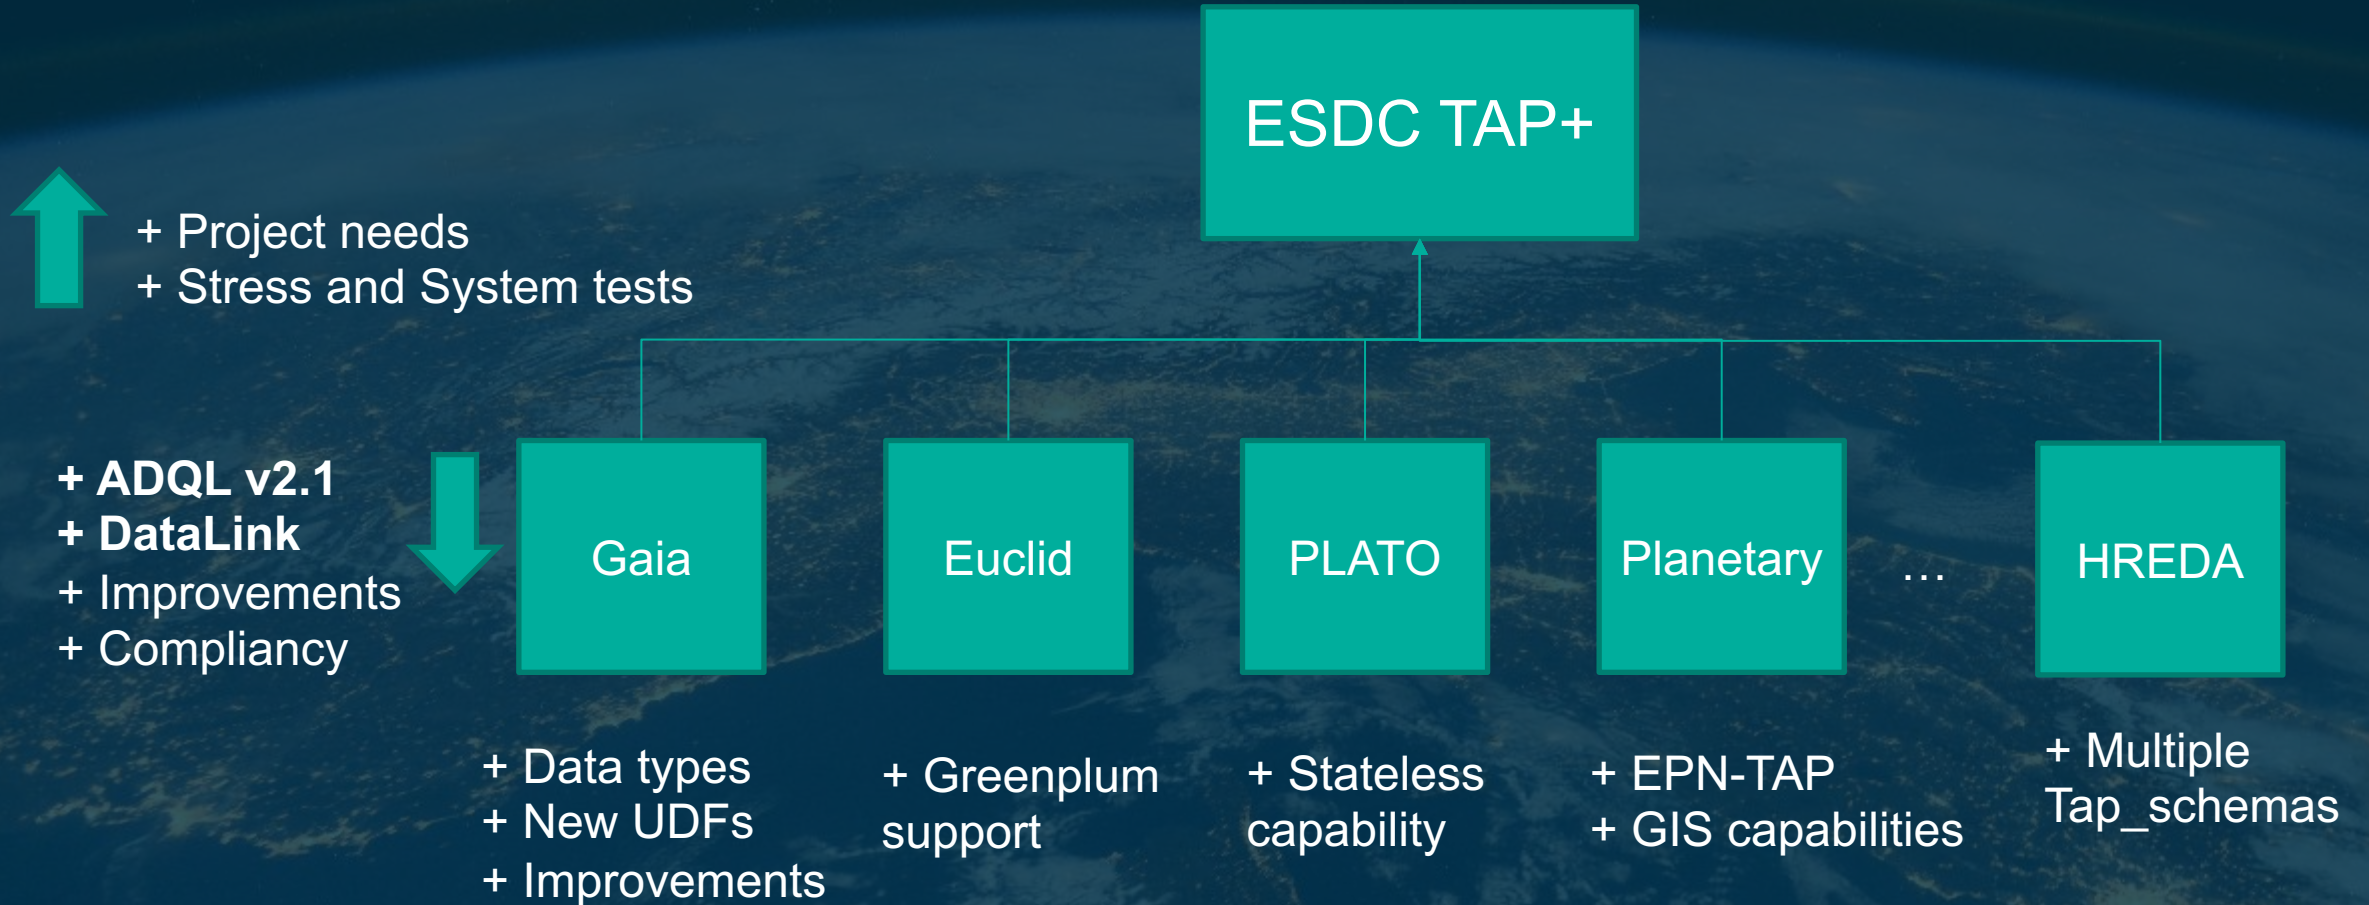 ESDC TAP+
+ Project needs
+ Stress and System tests
+ ADQL v2.1
+ DataLink
+ Improvements
+ Compliancy
Gaia
Euclid
PLATO
Planetary
…
HREDA
+ Data types
+ New UDFs
+ Improvements
+ Greenplum
support
+ Stateless
capability
+ EPN-TAP
+ GIS capabilities
+ Multiple
Tap_schemas